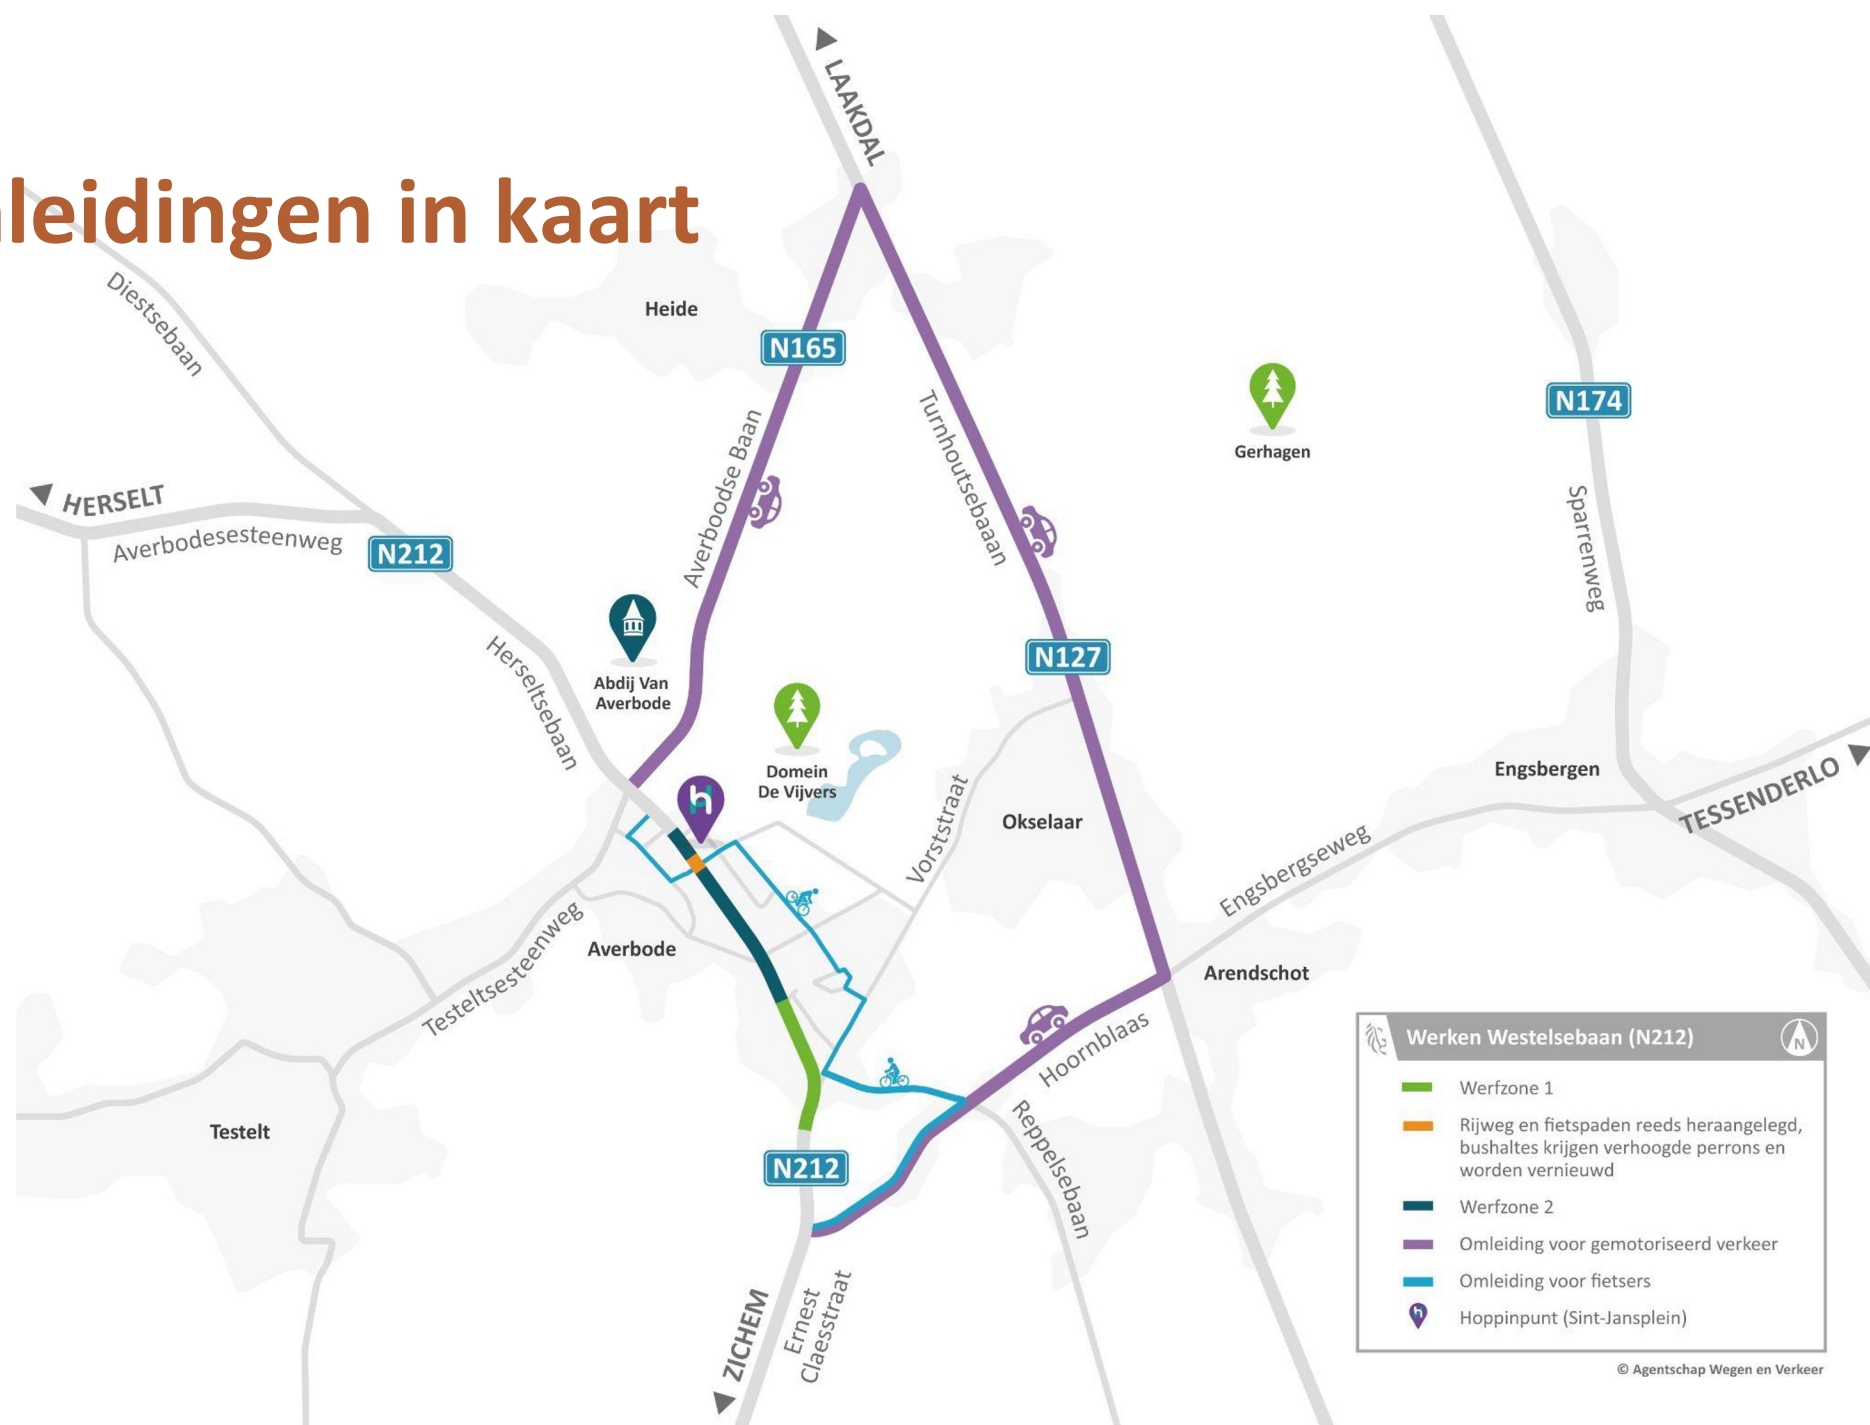 leidingen in kaart
LAAKDAL
Diestsebaan
Heide
N165
N174
Averboodse Baan
Turnhoutsebaaan
Gerhagen
HERSELT
Averbodesesteenweg
N212
Sparrenweg
Herseltsebaan
Abdij Van
Averbode
N127
Domein
De Vijvers
Vorststraat
Okselaar
Engsbergen
TESSENDERLO
Engsbergseweg
Averbode
Testeltsesteenweg
Arendschot
Hoornblaas
Reppelsebaan
Testelt
N212
ZICHEM
Ernest
Claesstraat
Werken Westelsebaan (N212)
N
Werfzone 1
Rijweg en fietspaden reeds heraangelegd,
bushaltes krijgen verhoogde perrons en
worden vernieuwd
Werfzone 2
Omleiding voor gemotoriseerd verkeer
Omleiding voor fietsers
Hoppinpunt (Sint-Jansplein)
© Agentschap Wegen en Verkeer